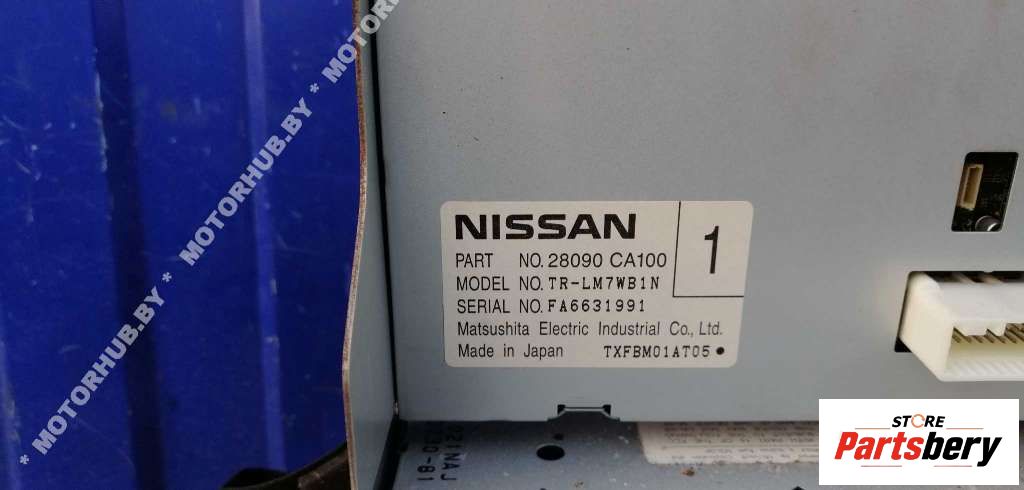 * MOTORHUB.BY * MOTORHUB.BY * MOTORHUB.BY
NISSAN
1
PART NO. 28090 CA100
MODEL NO. TR-LM7WB1N
SERIAL NO. FA6631991
Matsushita Electric Industrial Co., Ltd.
Made in Japan TXFBM01AT05
STORE
Partsbery